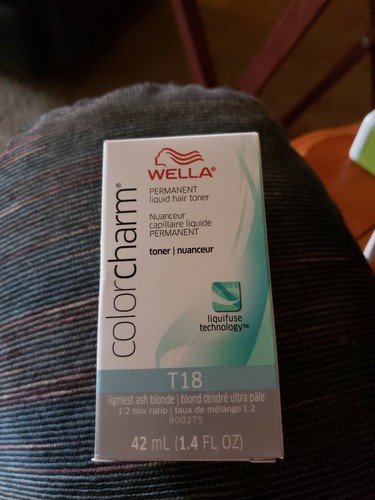 WELLA®
PERMANENT
liquid hair toner
Nuanceur
capillaire liquide
PERMANENT
toner | nuanceur
colorcharm®
liquifuse
technology™
T18
lightest ash blonde | blond cendré ultra pâle
1:2 mix ratio | taux de mélange 1:2
800275
42 mL (1.4 FL OZ)